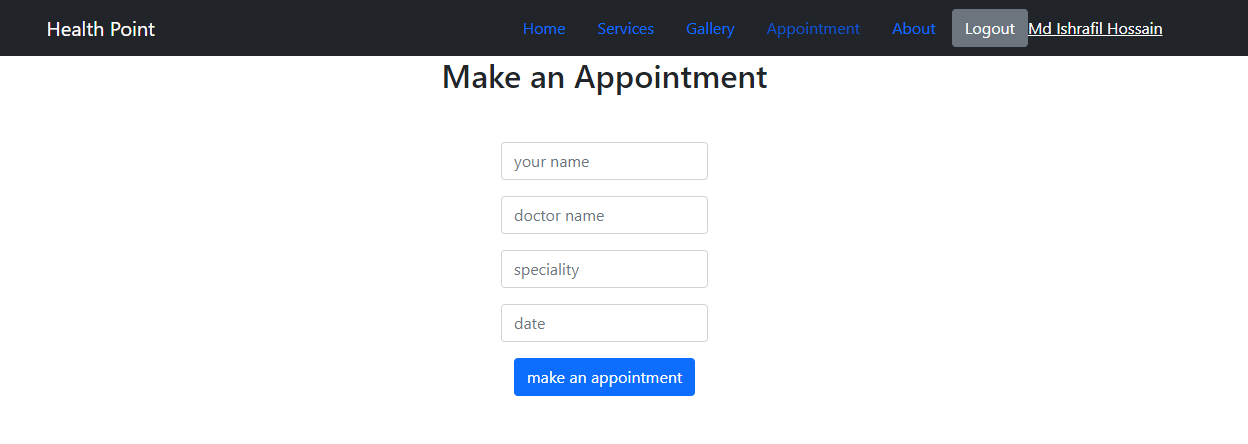 Health Point Home Services Gallery Appointment About Logout Md Ishrafil Hossain
Make an Appointment
your name
doctor name
speciality
date
make an appointment